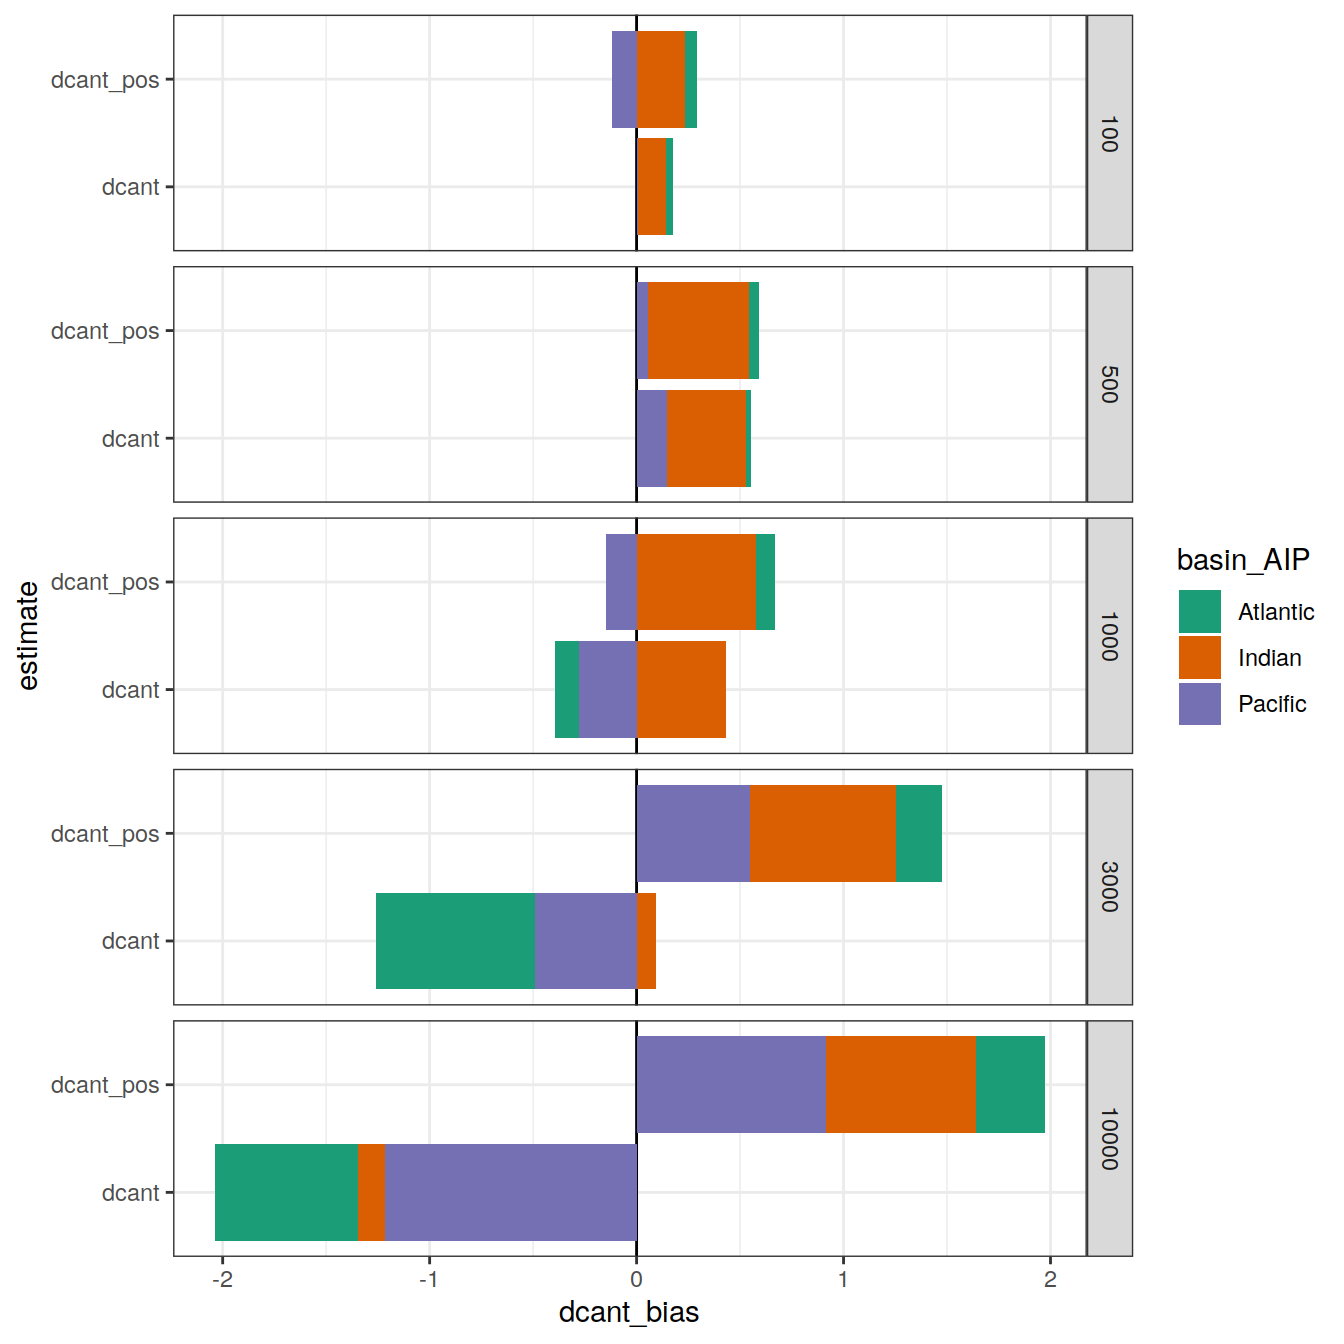 dcant_pos
dcant
100
dcant_pos
dcant
500
dcant_pos
dcant
1000
dcant_pos
dcant
3000
dcant_pos
dcant
10000
-2
-1
0
1
2
dcant_bias
estimate
basin_AIP
Atlantic
Indian
Pacific